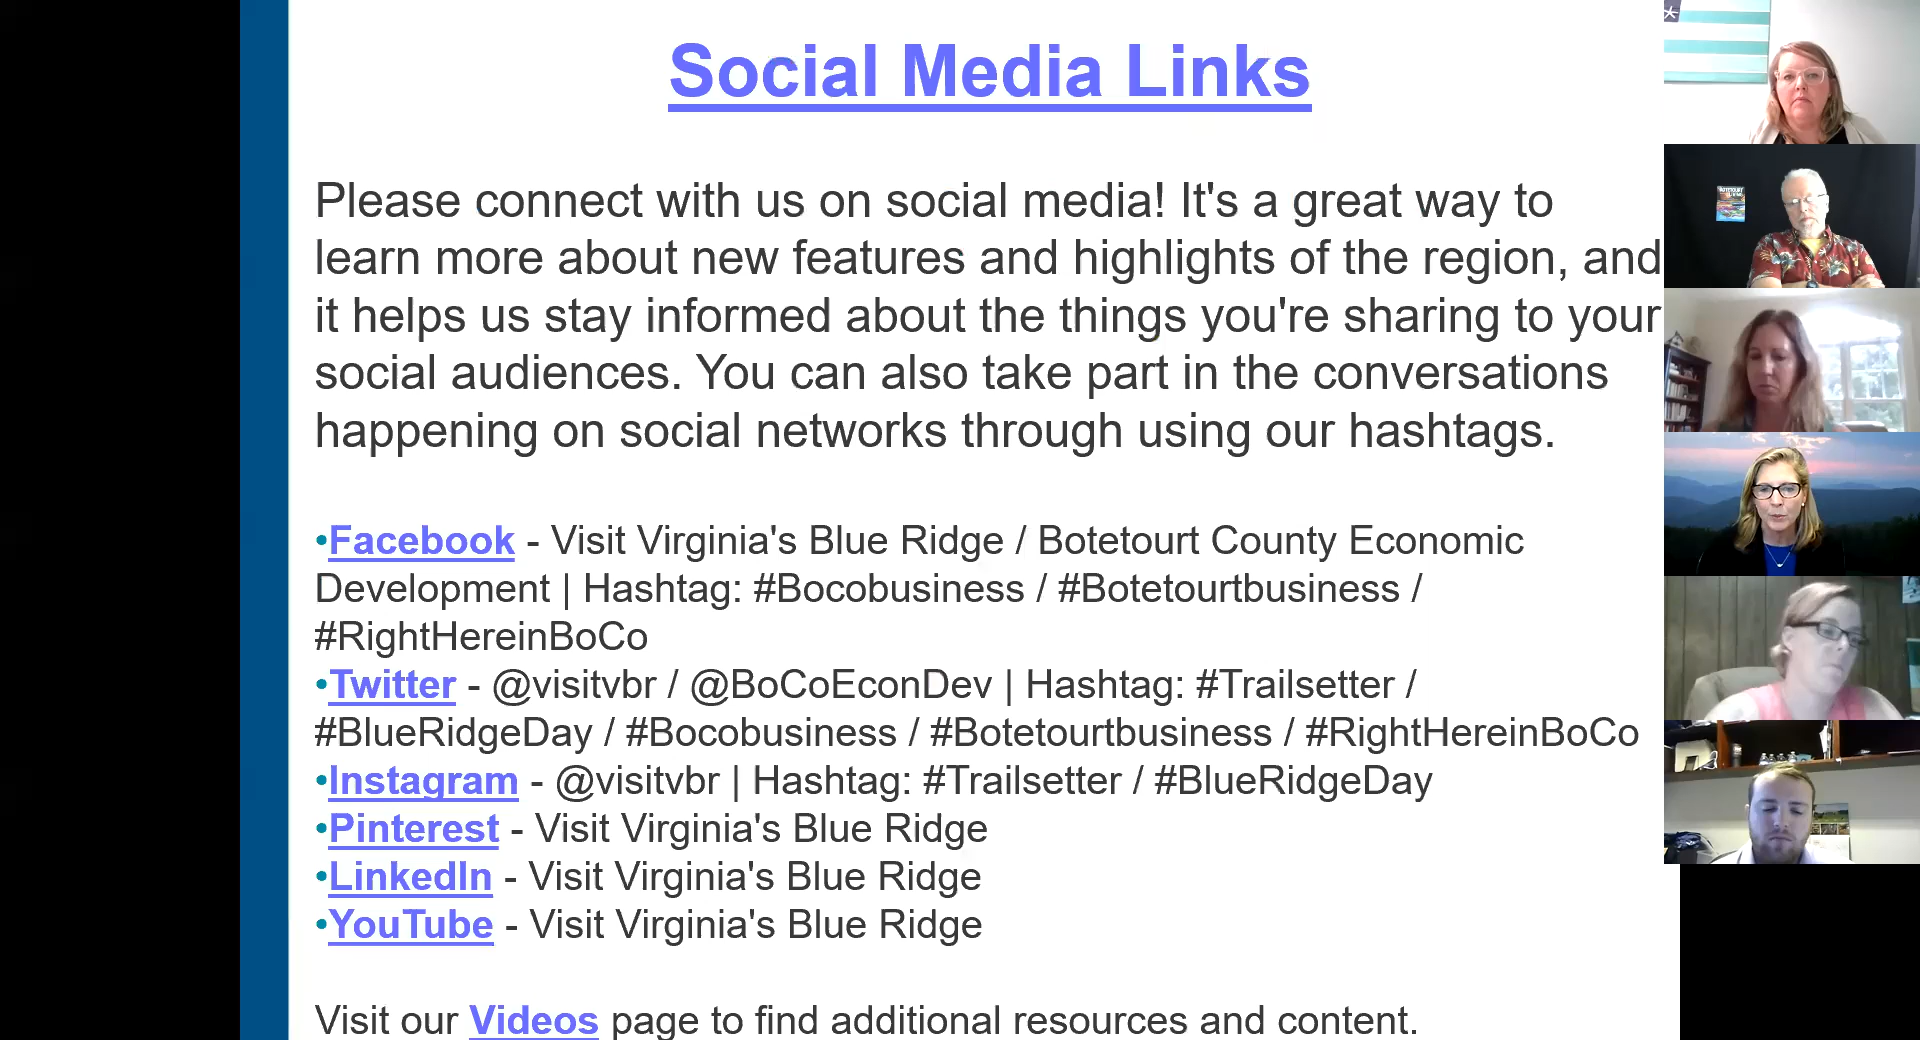 Social Media Links
Please connect with us on social media! It's a great way to
learn more about new features and highlights of the region, and
it helps us stay informed about the things you're sharing to your
social audiences. You can also take part in the conversations
happening on social networks through using our hashtags.
•Facebook - Visit Virginia's Blue Ridge / Botetourt County Economic
Development | Hashtag: #Bocobusiness / #Botetourtbusiness /
#RightHereinBoCo
•Twitter - @visitvbr / @BoCoEconDev | Hashtag: #Trailsetter /
#BlueRidgeDay / #Bocobusiness / #Botetourtbusiness / #RightHereinBoCo
•Instagram - @visitvbr | Hashtag: #Trailsetter / #BlueRidgeDay
•Pinterest - Visit Virginia's Blue Ridge
•LinkedIn - Visit Virginia's Blue Ridge
•YouTube - Visit Virginia's Blue Ridge
Visit our Videos page to find additional resources and content.
BOTETOURT